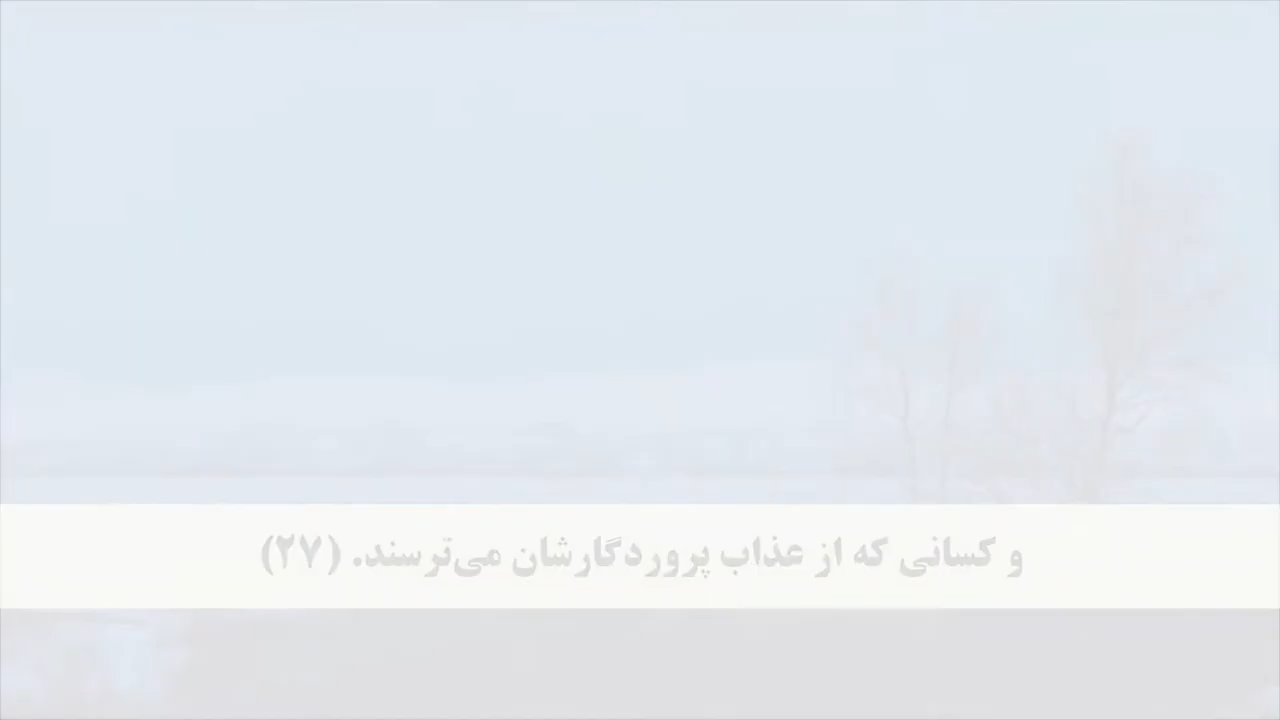 و کسانی که از عذاب پروردگارشان می‌ترسند. (۲۷)